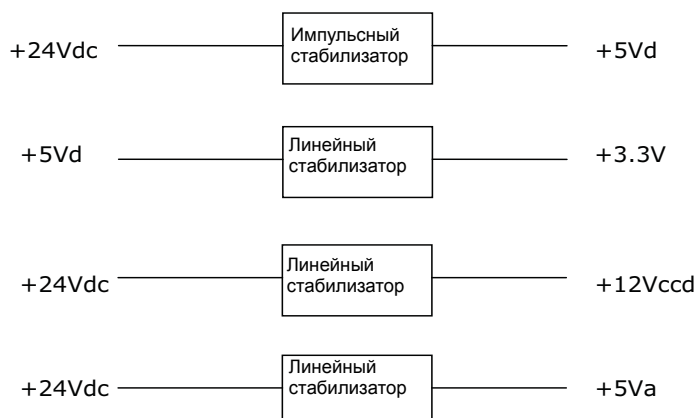 +24Vdc
Импульсный
стабилизатор
+5Vd
+5Vd
Линейный
стабилизатор
+3.3V
+24Vdc
Линейный
стабилизатор
+12Vccd
+24Vdc
Линейный
стабилизатор
+5Va